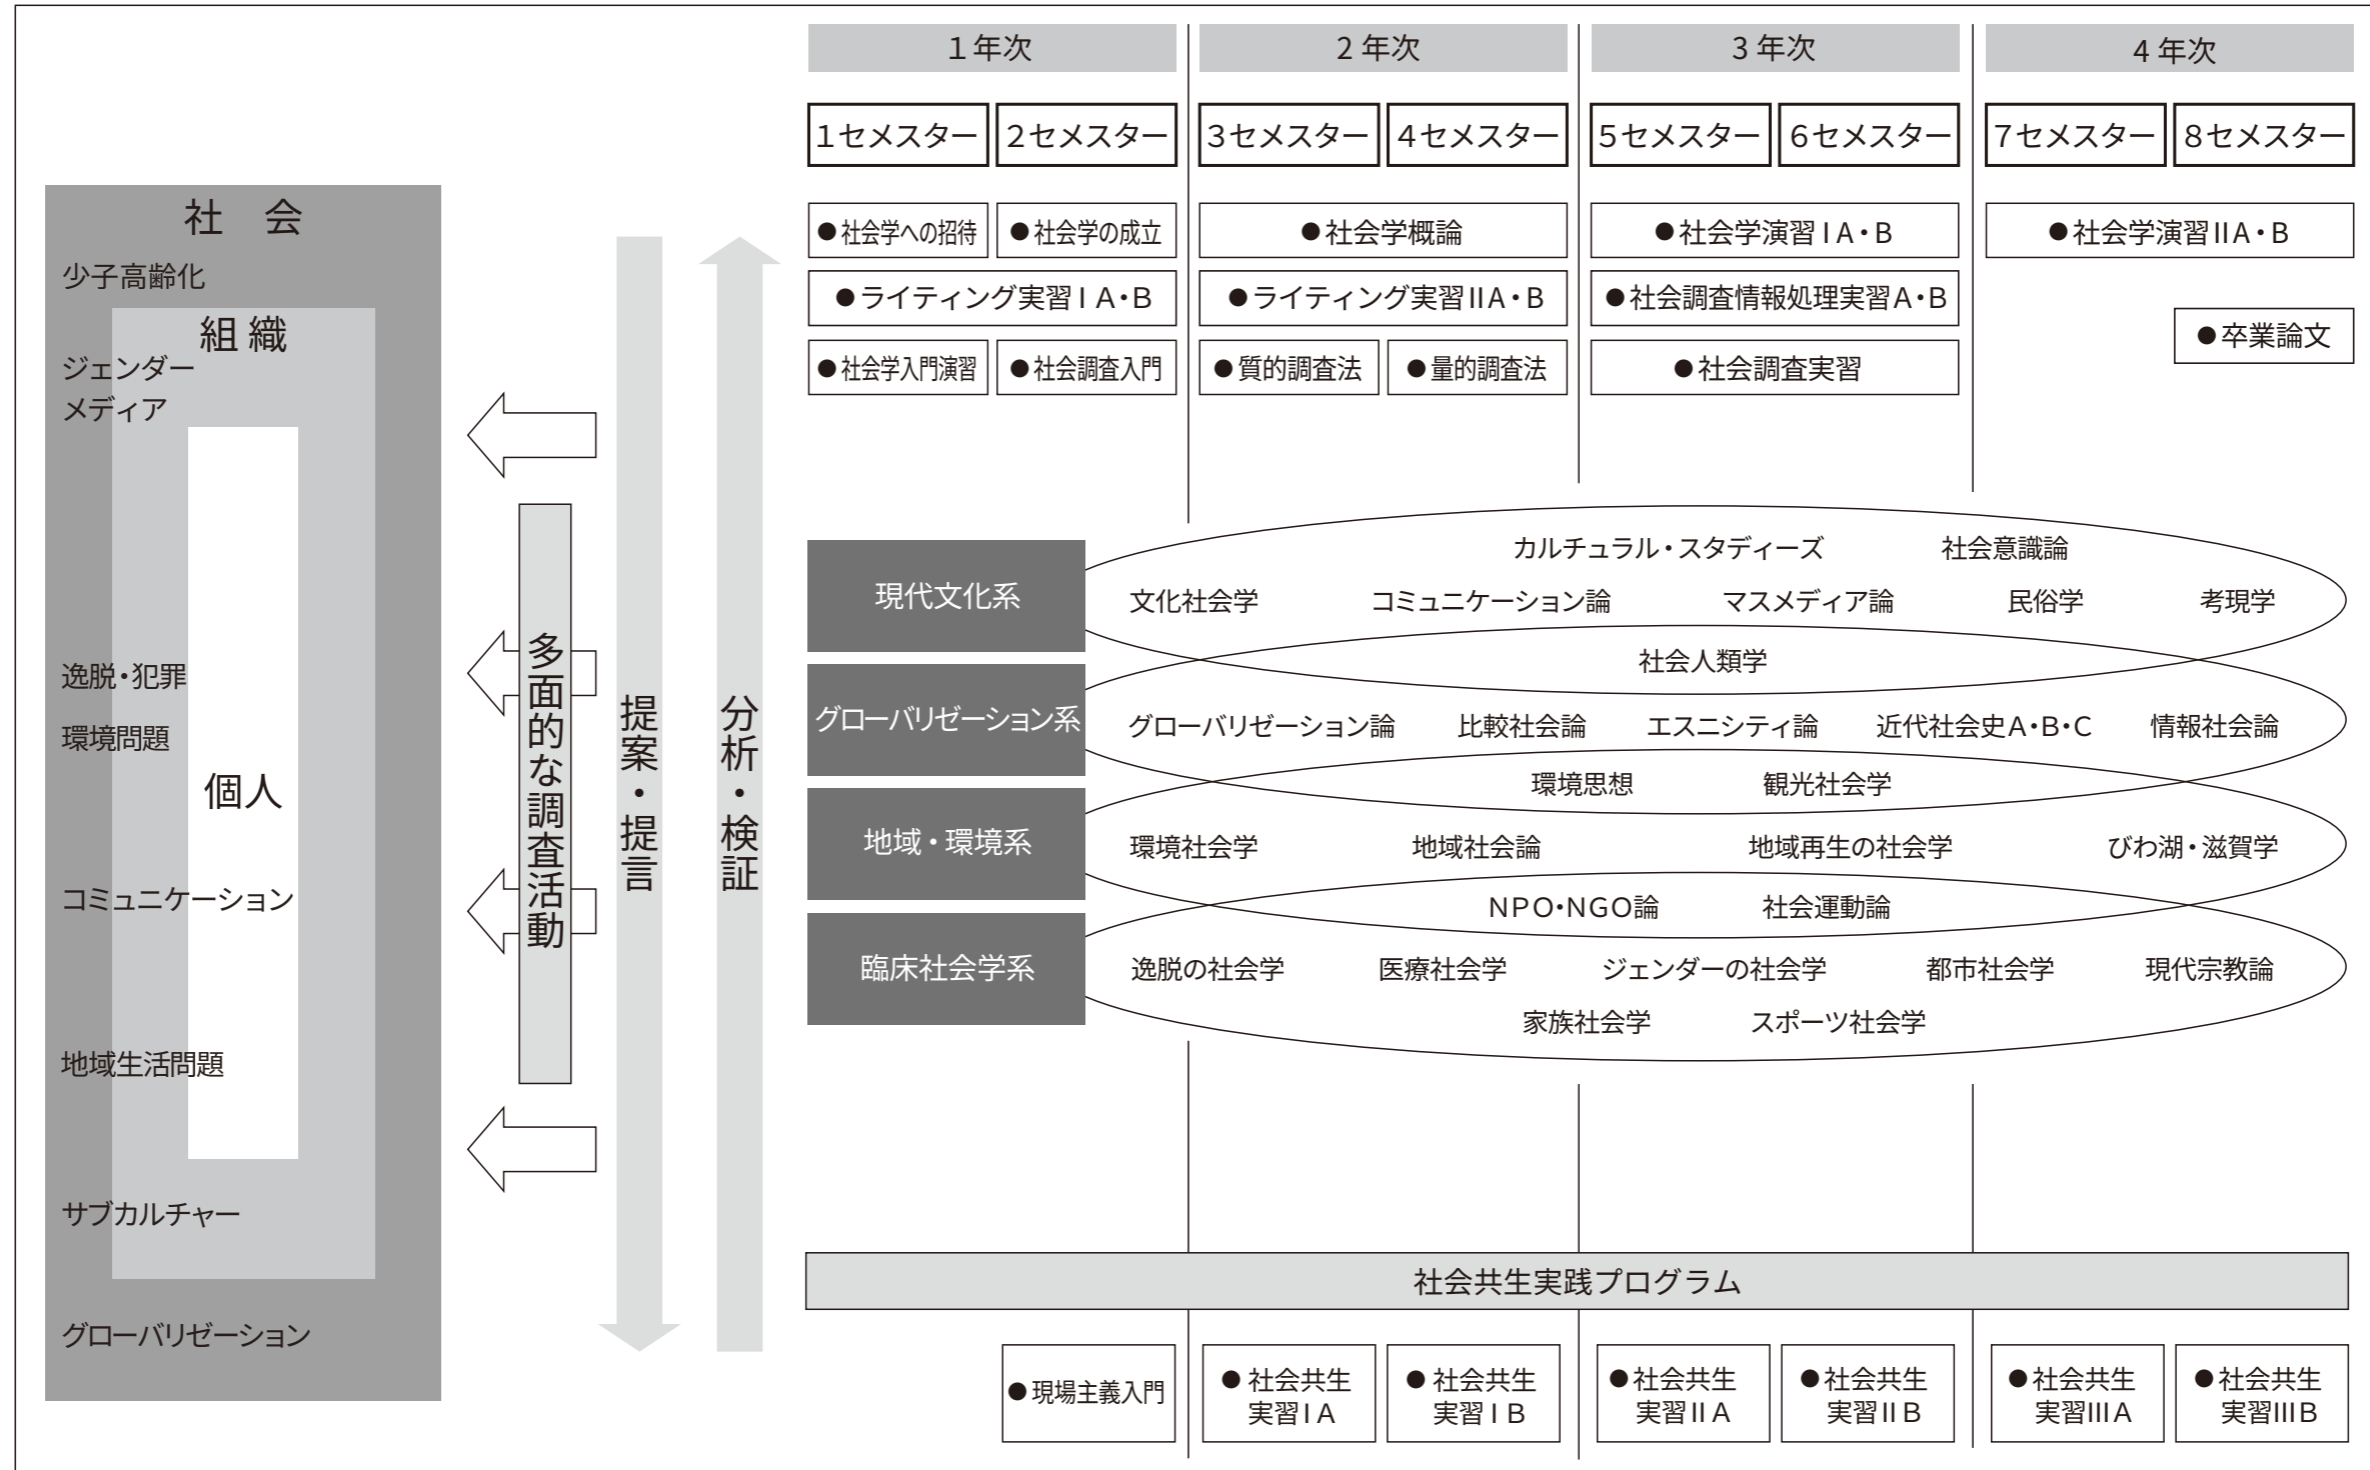 1年次 2年次 3年次 4年次
1セメスター 2セメスター 3セメスター 4セメスター 5セメスター 6セメスター 7セメスター 8セメスター
●社会学への招待 ●社会学の成立 ●社会学概論 ●社会学演習ⅠA・B ●社会学演習ⅡA・B
●ライティング実習ⅠA・B ●ライティング実習ⅡA・B ●社会調査情報処理実習A・B
●卒業論文
●社会学入門演習 ●社会調査入門 ●質的調査法 ●量的調査法 ●社会調査実習
社 会
少子高齢化
組織
ジェンダー
メディア
逸脱・犯罪
環境問題
個人
コミュニケーション
地域生活問題
サブカルチャー
グローバリゼーション
多面的な調査活動
提案・提言
分析・検証
現代文化系
カルチュラル・スタディーズ 社会意識論
文化社会学 コミュニケーション論 マスメディア論 民俗学 考現学
社会人類学
グローバリゼーション系
グローバリゼーション論 比較社会論 エスニシティ論 近代社会史A・B・C 情報社会論
環境思想 観光社会学
地域・環境系
環境社会学 地域社会論 地域再生の社会学 びわ湖・滋賀学
NPO・NGO論 社会運動論
臨床社会学系
逸脱の社会学 医療社会学 ジェンダーの社会学 都市社会学 現代宗教論
家族社会学 スポーツ社会学
社会共生実践プログラム
●現場主義入門
●社会共生
実習ⅠA
●社会共生
実習ⅠB
●社会共生
実習ⅡA
●社会共生
実習ⅡB
●社会共生
実習ⅢA
●社会共生
実習ⅢB